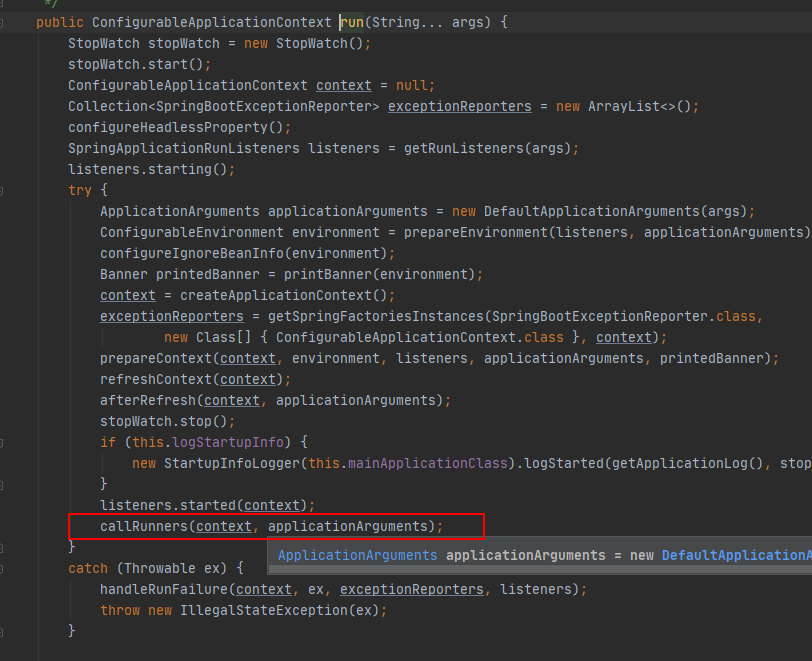 */
public ConfigurableApplicationContext run(String... args) {
StopWatch stopWatch = new StopWatch();
stopWatch.start();
ConfigurableApplicationContext context = null;
Collection<SpringBootExceptionReporter> exceptionReporters = new ArrayList<>();
configureHeadlessProperty();
SpringApplicationRunListeners listeners = getRunListeners(args);
listeners.starting();
try {
ApplicationArguments applicationArguments = new DefaultApplicationArguments(args);
ConfigurableEnvironment environment = prepareEnvironment(listeners, applicationArguments)
configureIgnoreBeanInfo(environment);
Banner printedBanner = printBanner(environment);
context = createApplicationContext();
exceptionReporters = getSpringFactoriesInstances(SpringBootExceptionReporter.class,
new Class[] { ConfigurableApplicationContext.class }, context);
prepareContext(context, environment, listeners, applicationArguments, printedBanner);
refreshContext(context);
afterRefresh(context, applicationArguments);
stopWatch.stop();
if (this.logStartupInfo) {
new StartupInfoLogger(this.mainApplicationClass).logStarted(getApplicationLog(), stop
}
listeners.started(context);
callRunners(context, applicationArguments);
}
ApplicationArguments applicationArguments = new DefaultApplicationA
catch (Throwable ex) {
handleRunFailure(context, ex, exceptionReporters, listeners);
throw new IllegalStateException(ex);
}